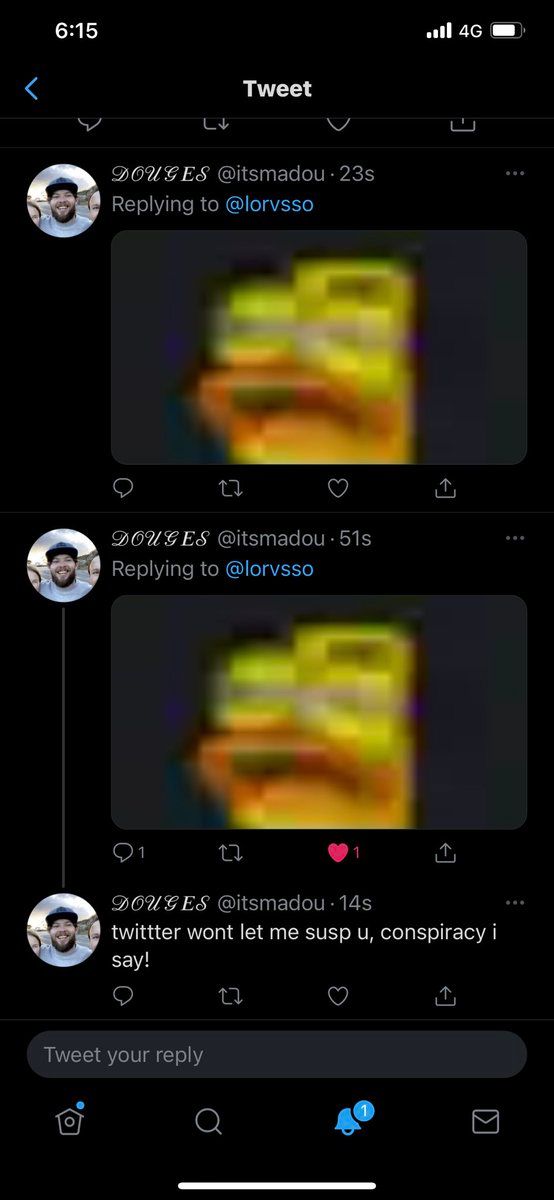 6:15
4G
Tweet
𝒟𝒪𝒰𝒢ℰ𝒮 @itsmadou · 23s
Replying to @lorvsso
𝒟𝒪𝒰𝒢ℰ𝒮 @itsmadou · 51s
Replying to @lorvsso
1
1
𝒟𝒪𝒰𝒢ℰ𝒮 @itsmadou · 14s
twittter wont let me susp u, conspiracy i
say!
Tweet your reply
1